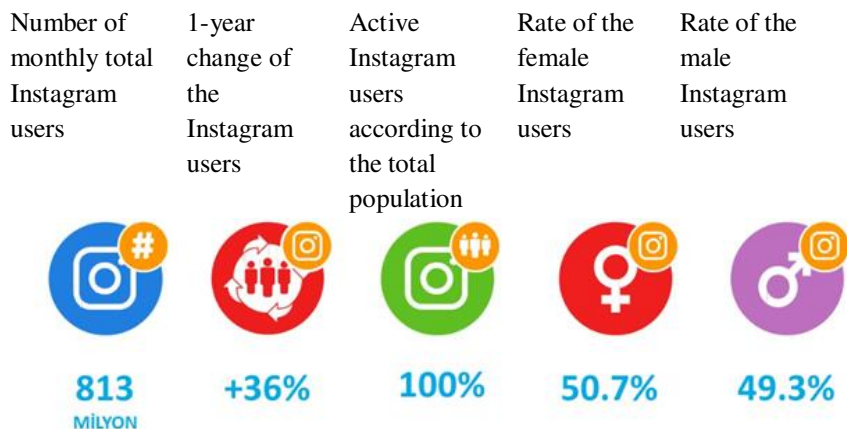 Number of
monthly total
Instagram
users
1-year
change of
the
Instagram
users
Active
Instagram
users
according to
the total
population
Rate of the
female
Instagram
users
Rate of the
male
Instagram
users
#
813
MİLYON
+36%
100%
50.7%
49.3%